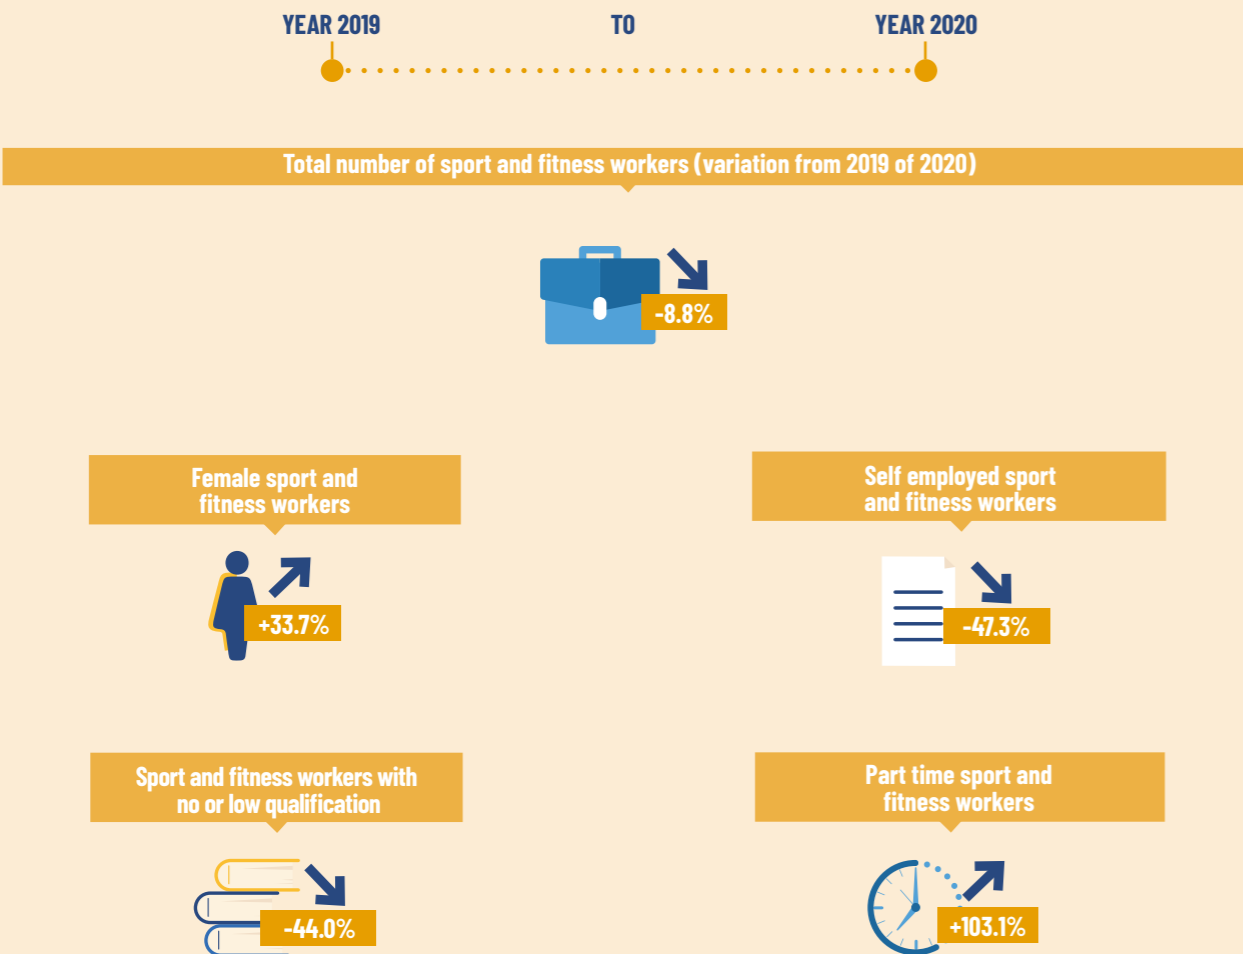 YEAR 2019 TO YEAR 2020
Total number of sport and fitness workers (variation from 2019 of 2020)
-8.8%
Female sport and
fitness workers
+33.7%
Self employed sport
and fitness workers
-47.3%
Sport and fitness workers with
no or low qualification
-44.0%
Part time sport and
fitness workers
+103.1%